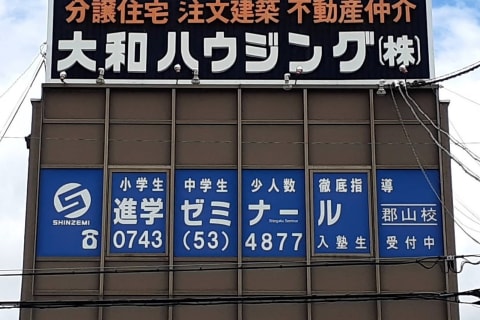 分譲住宅 注文建築 不動産仲介
大和ハウジング(株)
小学生 中学生 少人数 徹底指導
進学ゼミナール 郡山校
Shingaku Seminar
SHINZEMI
☎0743(53)4877 入塾生受付中